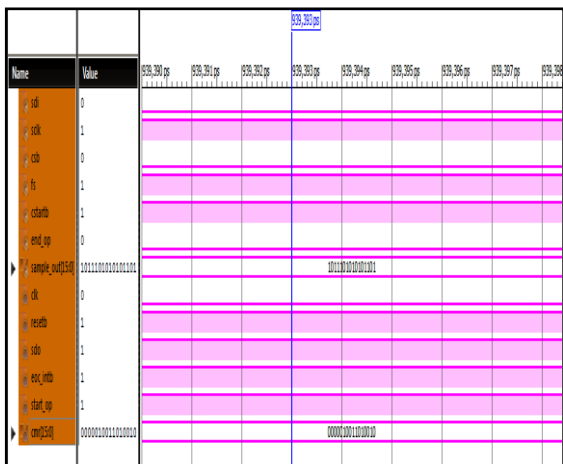 939,393 ps
Name Value 939,390 ps 939,391 ps 939,392 ps 939,393 ps 939,394 ps 939,395 ps 939,396 ps 939,397 ps 939,398
sdi 0
sclk 1
csb 0
fs 1
cstartb 1
end_op 0
sample_out[15:0] 1011101010101101 1011101010101101
clk 0
resetb 1
sdo 1
eoc_intb 1
start_op 1
cmr[15:0] 0000010011010010 0000010011010010